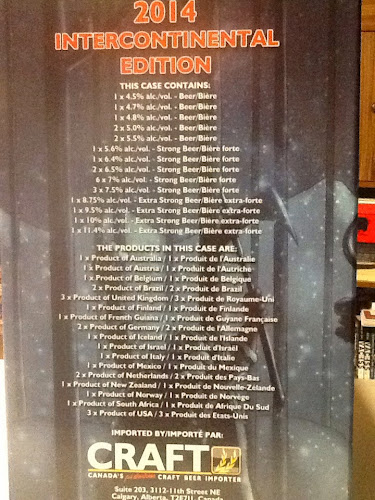 2014
INTERCONTINENTAL
EDITION
THIS CASE CONTAINS:
1 x 4.5% alc./vol. - Beer/Bière
1 x 4.7% alc./vol. - Beer/Bière
1 x 4.8% alc./vol. - Beer/Bière
2 x 5.0% alc./vol. - Beer/Bière
2 x 5.5% alc./vol. - Beer/Bière
1 x 5.6% alc./vol. - Strong Beer/Bière forte
1 x 6.4% alc./vol. - Strong Beer/Bière forte
2 x 6.5% alc./vol. - Strong Beer/Bière forte
6 x 7% alc./vol. - Strong Beer/Bière forte
3 x 7.5% alc./vol. - Strong Beer/Bière forte
1 x 8.75% alc./vol. - Extra Strong Beer/Bière extra-forte
1 x 9.5% alc./vol. - Extra Strong Beer/Bière extra-forte
1 x 10% alc./vol. - Extra Strong Beer/Bière extra-forte
1 x 11.4% alc./vol. - Extra Strong Beer/Bière extra-forte
THE PRODUCTS IN THIS CASE ARE:
1 x Product of Australia / 1 x Produit de l'Australie
1 x Product of Austria / 1 x Produit de l'Autriche
1 x Product of Belgium / 1 x Produit de Belgique
2 x Product of Brazil / 2 x Produit de Brazil
3 x Product of United Kingdom / 3 x Produit de Royaume-Uni
1 x Product of Finland / 1 x Produit de Finlande
1 x Product of French Guiana / 1 x Produit de Guyane Française
2 x Product of Germany / 2 x Produit de l'Allemagne
1 x Product of Iceland / 1 x Produit de l'Islande
1 x Product of Israel / 1 x Produit d'Israël
1 x Product of Italy / 1 x Produit d'Italie
1 x Product of Mexico / 1 x Produit du Mexique
2 x Product of Netherlands / 2 x Produit des Pays-Bas
1 x Product of New Zealand / 1 x Produit de Nouvelle-Zélande
1 x Product of Norway / 1 x Produit de Norvège
1 x Product of South Africa / 1 x Produit de Afrique Du Sud
3 x Product of USA / 3 x Produit des Etats-Unis
IMPORTED BY/IMPORTÉ PAR:
CRAFT
CANADA'S CRAFT BEER IMPORTER
Suite 203, 3112-11th Street NE
Calgary, Alberta, Canada